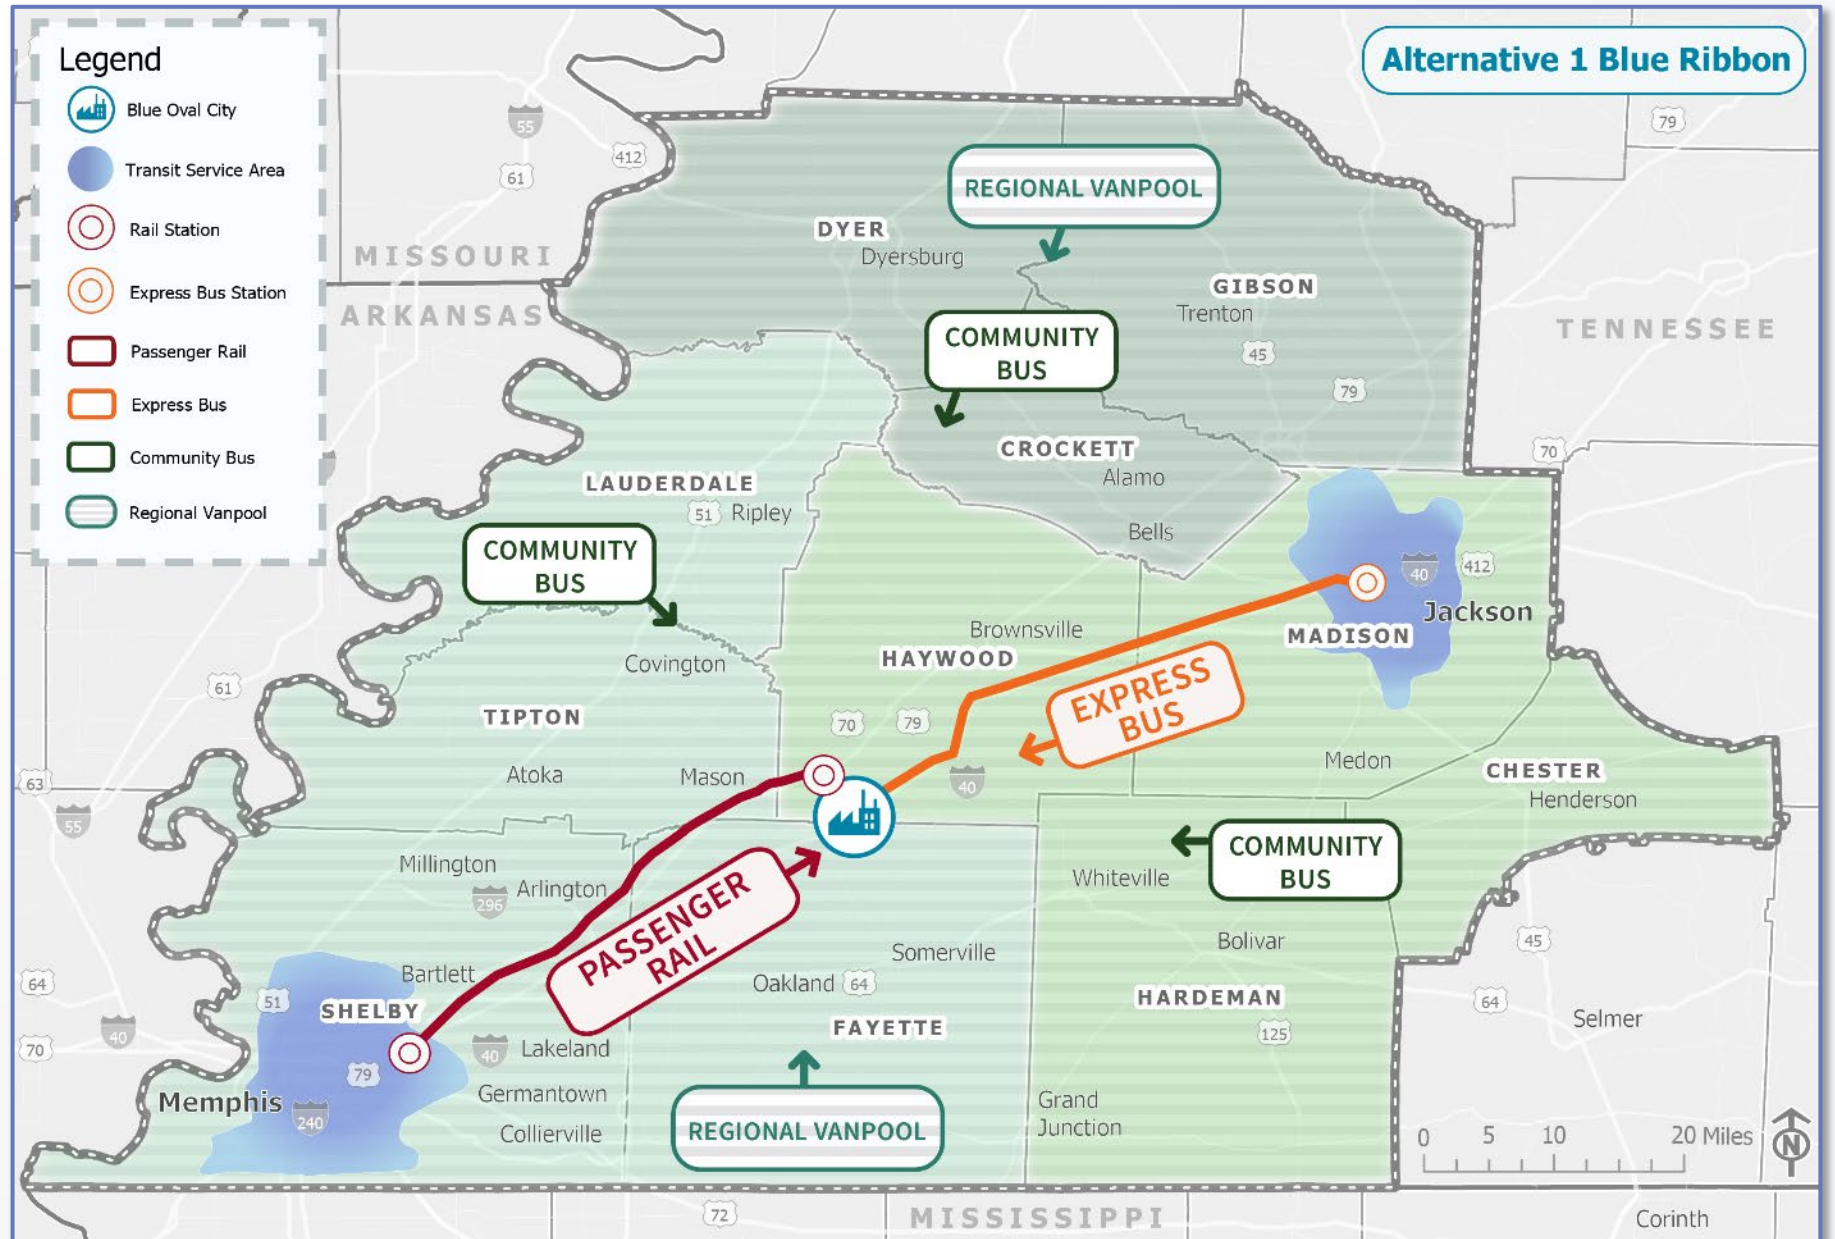 Legend
Blue Oval City
Transit Service Area
Rail Station
Express Bus Station
Passenger Rail
Express Bus
Community Bus
Regional Vanpool
Alternative 1 Blue Ribbon
55
412
61
79
REGIONAL VANPOOL
MISSOURI
DYER
Dyersburg
GIBSON
Trenton
ARKANSAS
TENNESSEE
COMMUNITY
BUS
45
79
CROCKETT
Alamo
70
LAUDERDALE
51
Ripley
Bells
COMMUNITY
BUS
40
412
Jackson
MADISON
Brownsville
HAYWOOD
Covington
61
TIPTON
70
79
EXPRESS
BUS
63
55
Atoka
Mason
40
Medon
CHESTER
Henderson
Millington
296
Arlington
PASSENGER
RAIL
COMMUNITY
BUS
Whiteville
Bolivar
45
Bartlett
Somerville
Oakland
64
64
51
SHELBY
HARDEMAN
64
Selmer
FAYETTE
125
40
70
40
Lakeland
79
Memphis
240
Germantown
Collierville
REGIONAL VANPOOL
Grand
Junction
0 5 10 20 Miles
N
72
MISSISSIPPI
Corinth